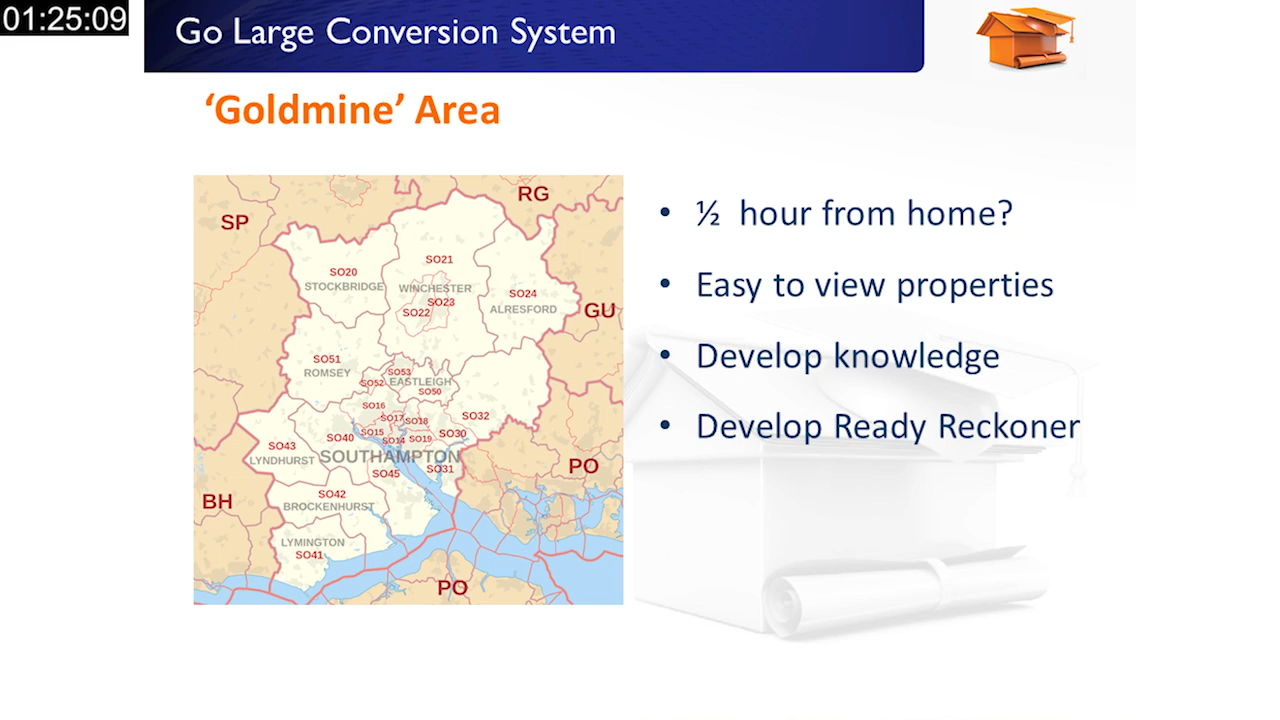 01:25:09
Go Large Conversion System
‘Goldmine’ Area
RG
SP
SO21
SO20
STOCKBRIDGE
WINCHESTER
SO23
SO24
SO22
ALRESFORD
GU
SO51
ROMSEY
SO53
SO52
EASTLEIGH
SO50
SO16
SO17
SO18
SO32
SO15
SO14
SO19
SO30
SO43
LYNDHURST
SO40
SOUTHAMPTON
SO45
SO31
PO
BH
SO42
BROCKENHURST
LYMINGTON
SO41
PO
• ½ hour from home?
• Easy to view properties
• Develop knowledge
• Develop Ready Reckoner